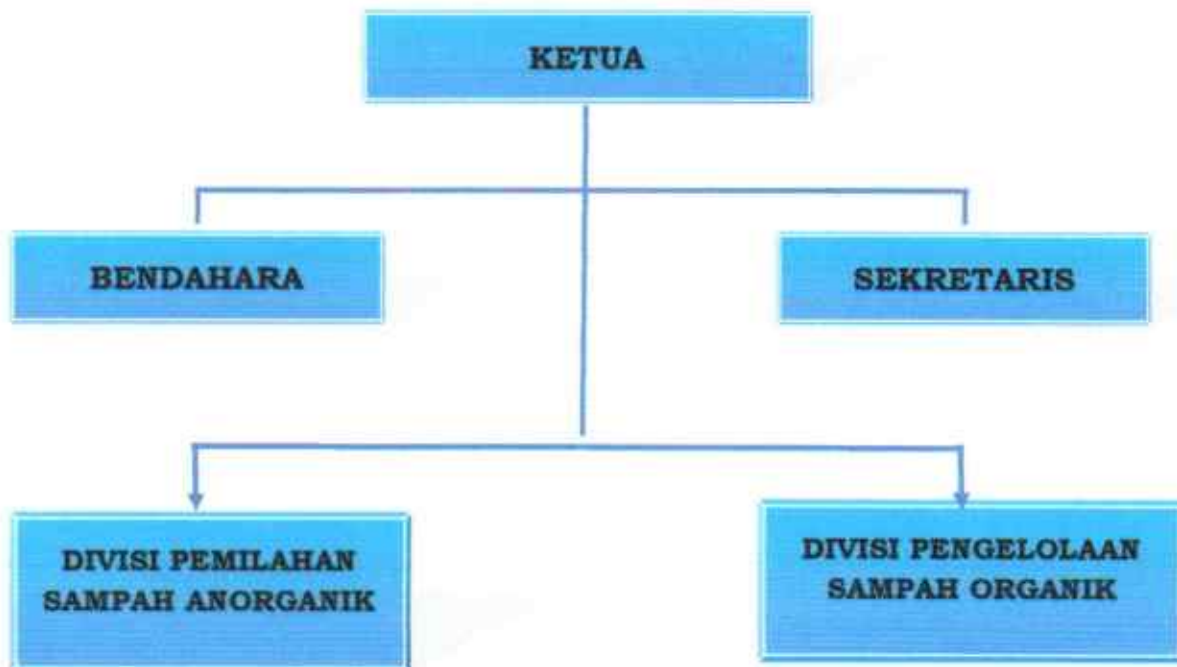 KETUA
BENDAHARA
SEKRETARIS
DIVISI PEMILAHAN
SAMPAH ANORGANIK
DIVISI PENGELOLAAN
SAMPAH ORGANIK